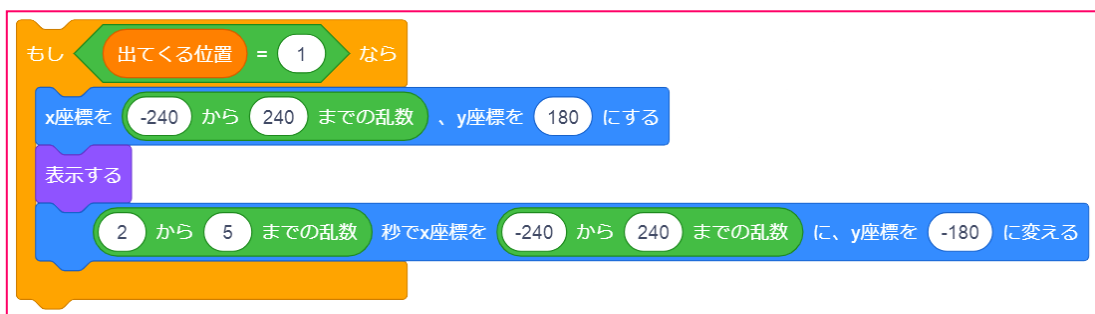 もし 出てくる位置 = 1 なら
x座標を -240 から 240 までの乱数 、y座標を 180 にする
表示する
2 から 5 までの乱数 秒でx座標を -240 から 240 までの乱数 に、y座標を -180 に変える